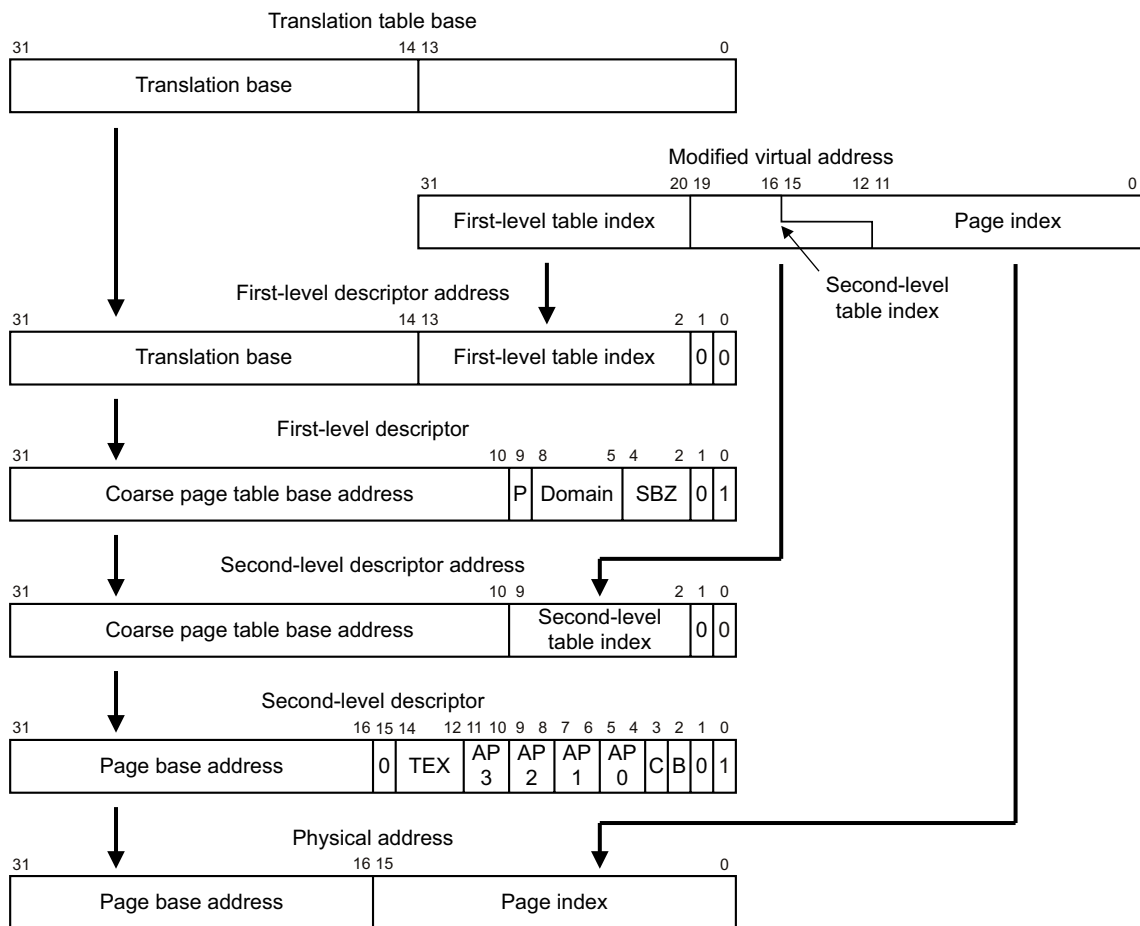 Translation table base
31 14 13 0
Translation base
Modified virtual address
31 20 19 16 15 12 11 0
First-level table index Page index
Second-level
table index
First-level descriptor address
31 14 13 2 1 0
Translation base First-level table index 0 0
First-level descriptor
31 10 9 8 5 4 2 1 0
Coarse page table base address P Domain SBZ 0 1
Second-level descriptor address
31 10 9 2 1 0
Coarse page table base address Second-level
table index 0 0
Second-level descriptor
31 16 15 14 12 11 10 9 8 7 6 5 4 3 2 1 0
Page base address 0 TEX AP
3 AP
2 AP
1 AP
0 C B 0 1
Physical address
31 16 15 0
Page base address Page index